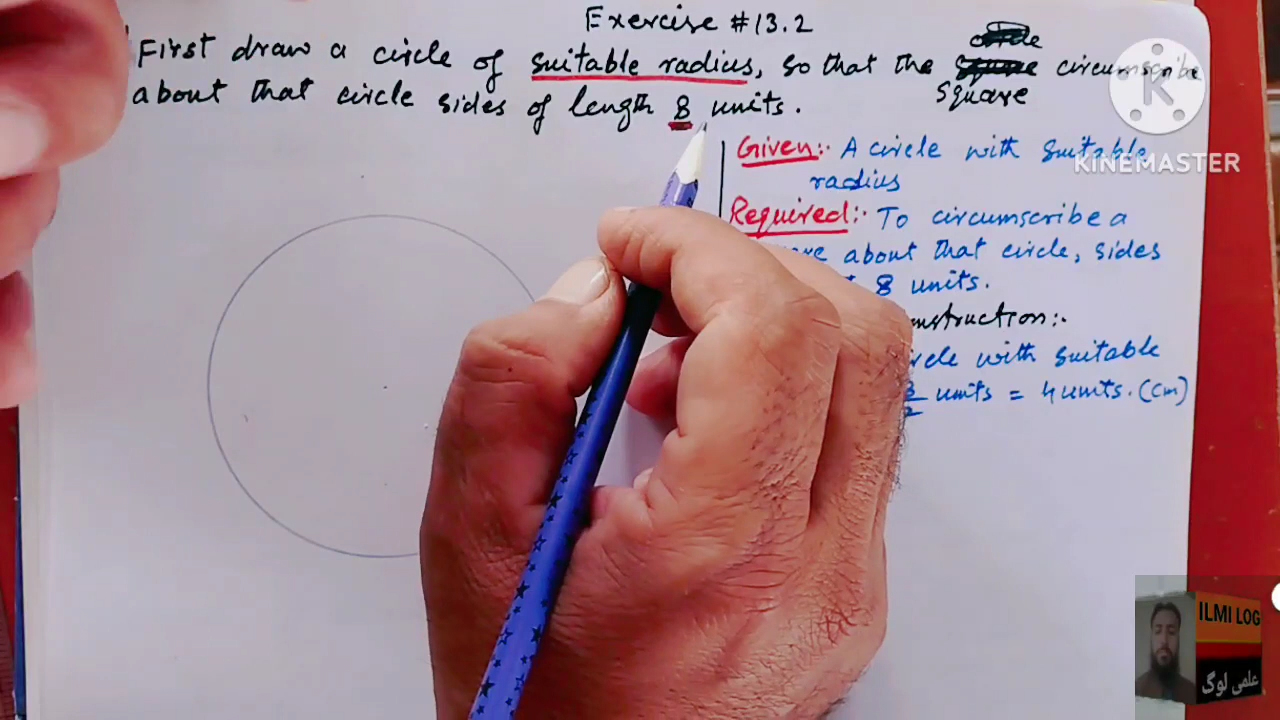 Exercise #13.2
First draw a circle of suitable radius, so that the circumscribe
square
about that circle sides of length 8 units.
Given:- A circle with suitable
radius
Required:- To circumscribe a
about that circle, sides
8 units.
with suitable
units = 4 units. (cm)
KINEMASTER
ILMI LOG
علمی لوگ